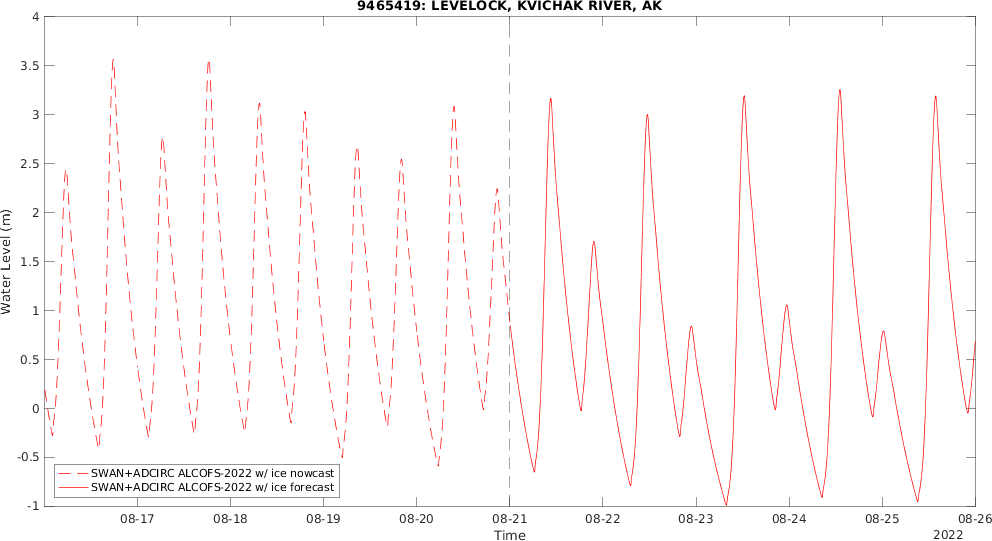 9465419: LEVELOCK, KVICHAK RIVER, AK
4
3.5
3
2.5
2
1.5
1
0.5
0
-0.5
-1
Water Level (m)
SWAN+ADCIRC ALCOFS-2022 w/ ice nowcast
SWAN+ADCIRC ALCOFS-2022 w/ ice forecast
08-17 08-18 08-19 08-20 08-21 08-22 08-23 08-24 08-25 08-26
Time
2022